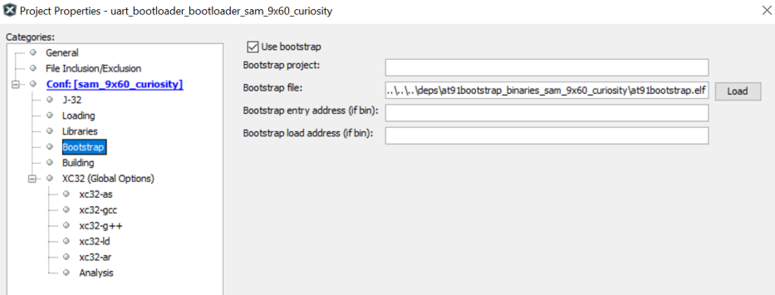 Project Properties - uart_bootloader_bootloader_sam_9x60_curiosity
Categories:
General
File Inclusion/Exclusion
Conf: [sam_9x60_curiosity]
J-32
Loading
Libraries
Bootstrap
Building
XC32 (Global Options)
xc32-as
xc32-gcc
xc32-g++
xc32-ld
xc32-ar
Analysis
Use bootstrap
Bootstrap project:
Bootstrap file: ..\..\..\deps\at91bootstrap_binaries_sam_9x60_curiosity\at91bootstrap.elf Load
Bootstrap entry address (if bin):
Bootstrap load address (if bin):